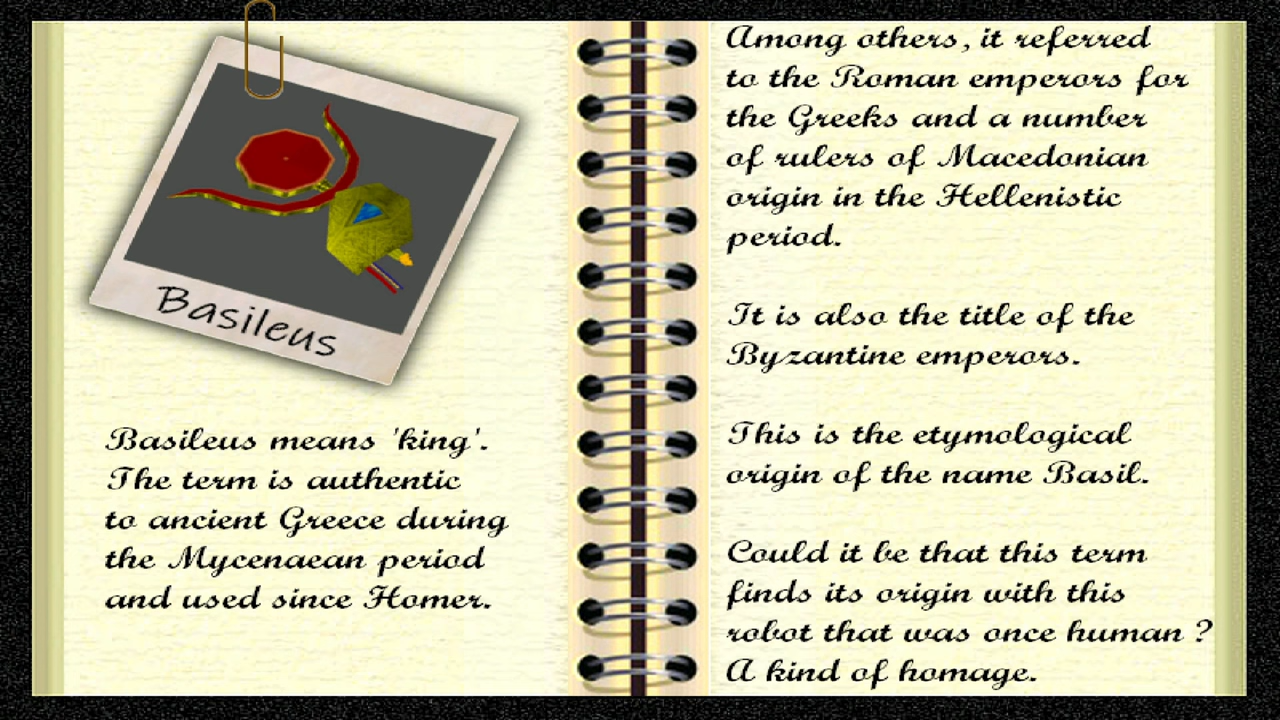 Basileus
Basileus means 'king'.
The term is authentic
to ancient Greece during
the Mycenaean period
and used since Homer.
Among others, it referred
to the Roman emperors for
the Greeks and a number
of rulers of Macedonian
origin in the Hellenistic
period.
It is also the title of the
Byzantine emperors.
This is the etymological
origin of the name Basil.
Could it be that this term
finds its origin with this
robot that was once human ?
A kind of homage.